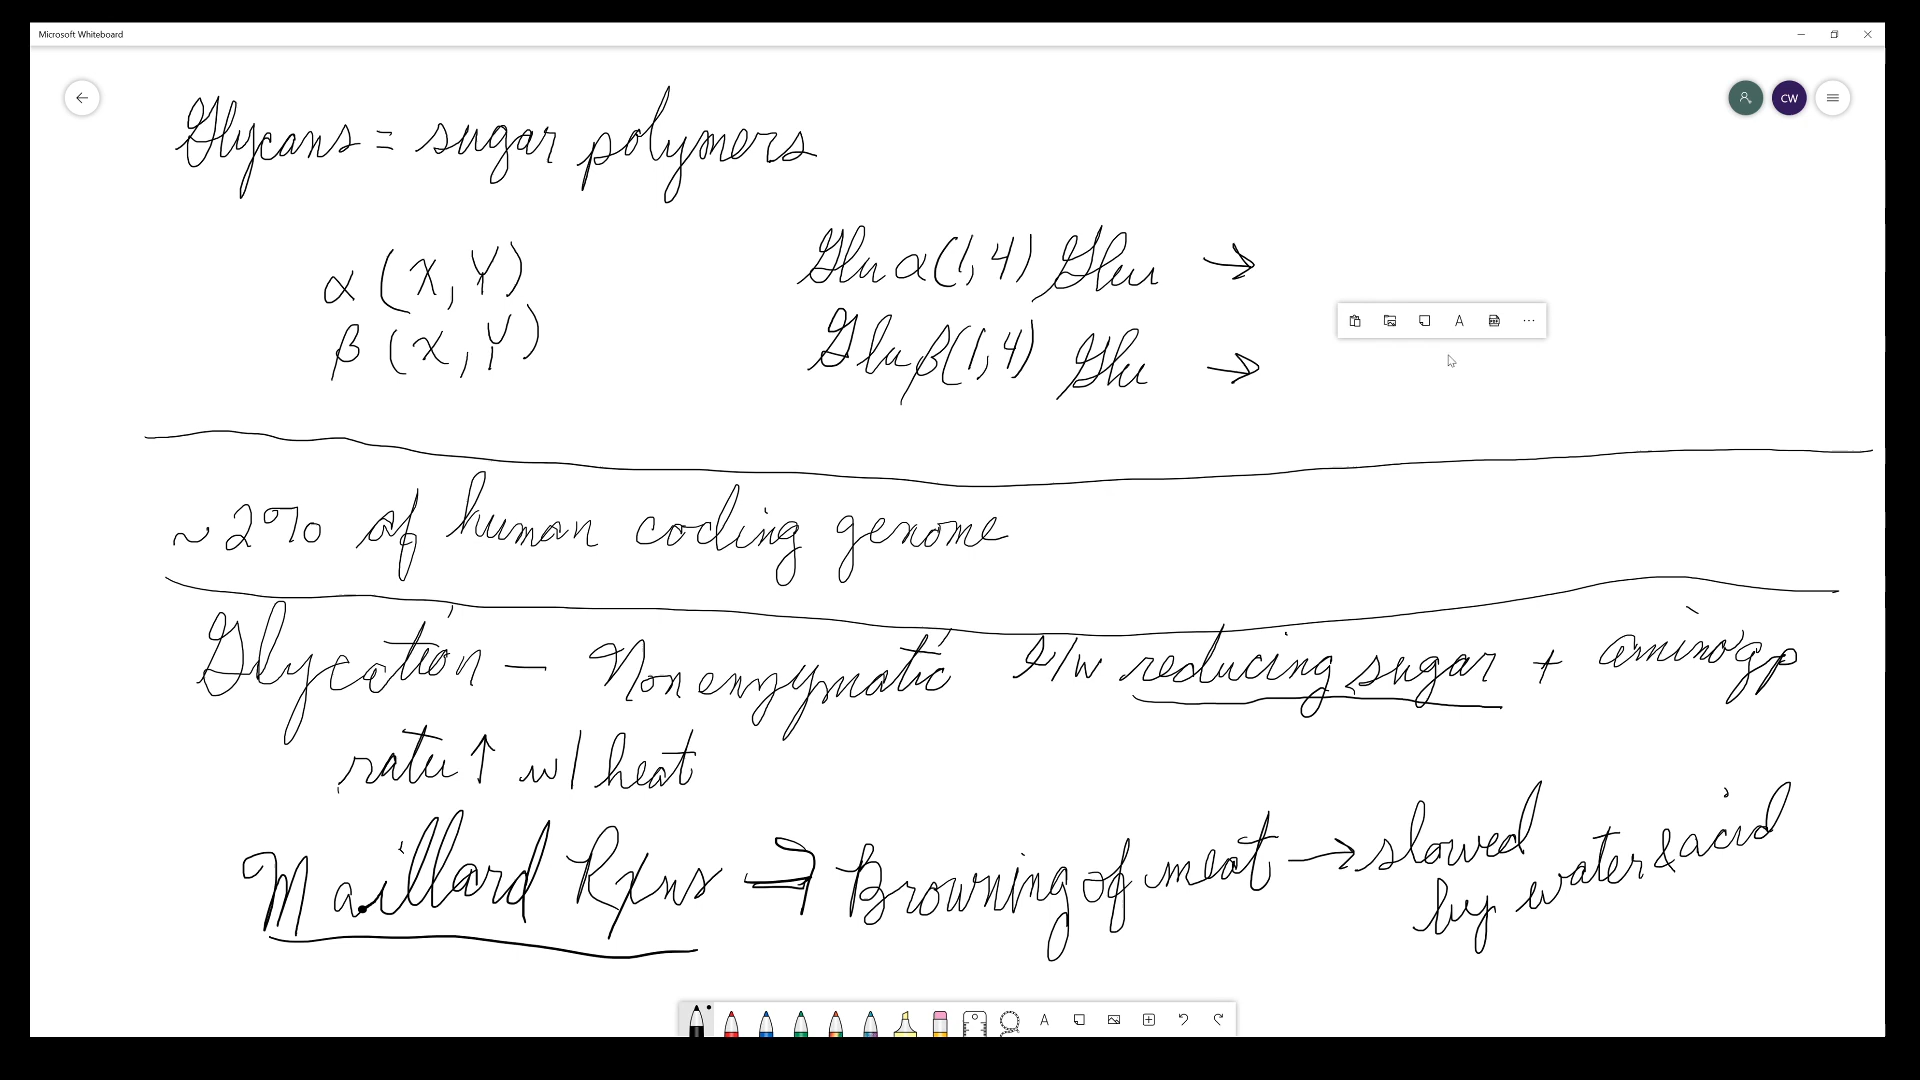 Microsoft Whiteboard
CW
Glycans = sugar polymers
α (X, Y)
β (X, Y)
Glu α(1,4) Glu →
Glu β(1,4) Glu →
~2% of human coding genome
Glycation — Nonenzymatic b/w reducing sugar + amino gp
rate ↑ w/ heat
Maillard Rxns → Browning of meat → slowed
by water & acid